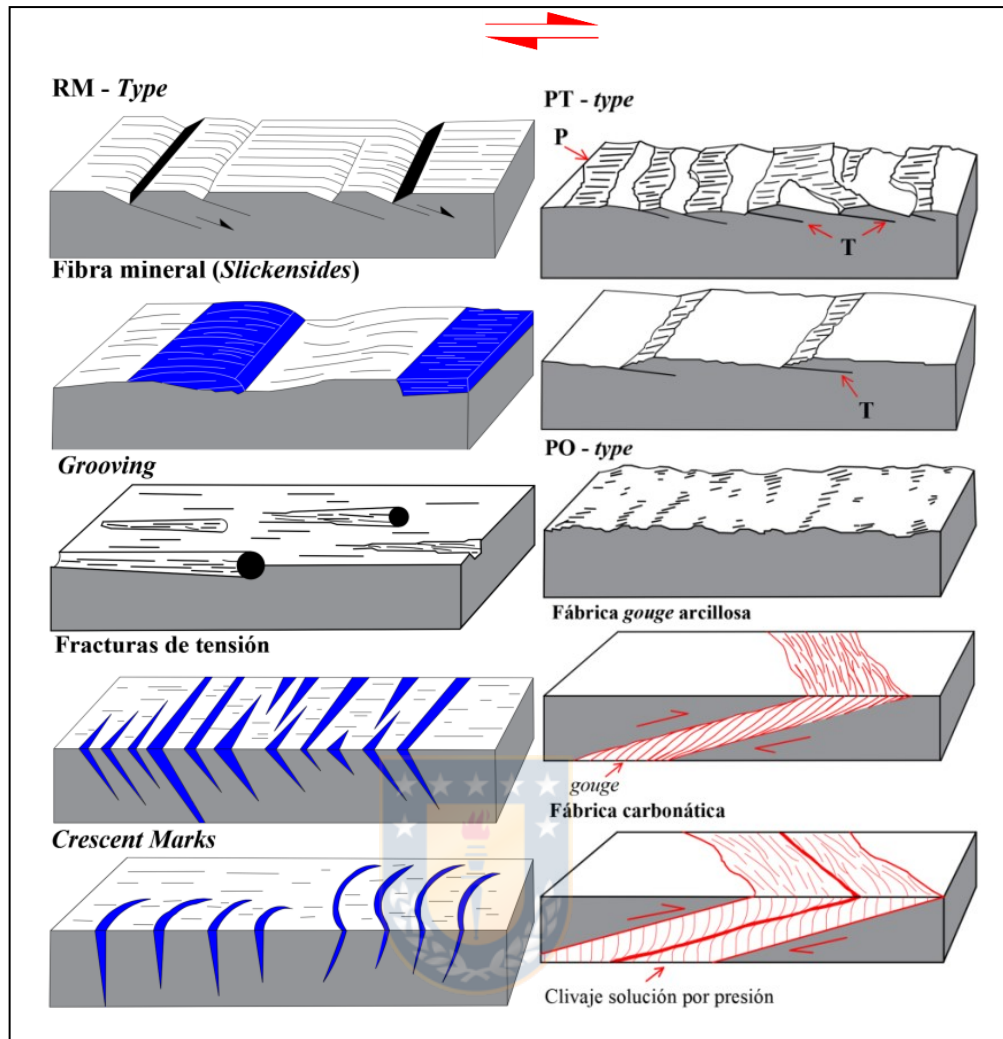 RM - Type
Fibra mineral (Slickensides)
Grooving
Fracturas de tensión
Crescent Marks
PT - type
P
T
T
PO - type
Fábrica gouge arcillosa
gouge
Fábrica carbonática
Clivaje solución por presión